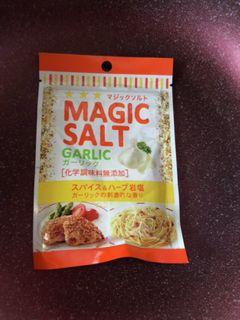 マジックソルト
MAGIC
SALT
GARLIC
ガーリック
[化学調味料無添加]
スパイス&ハーブ岩塩
ガーリックの刺激的な香り